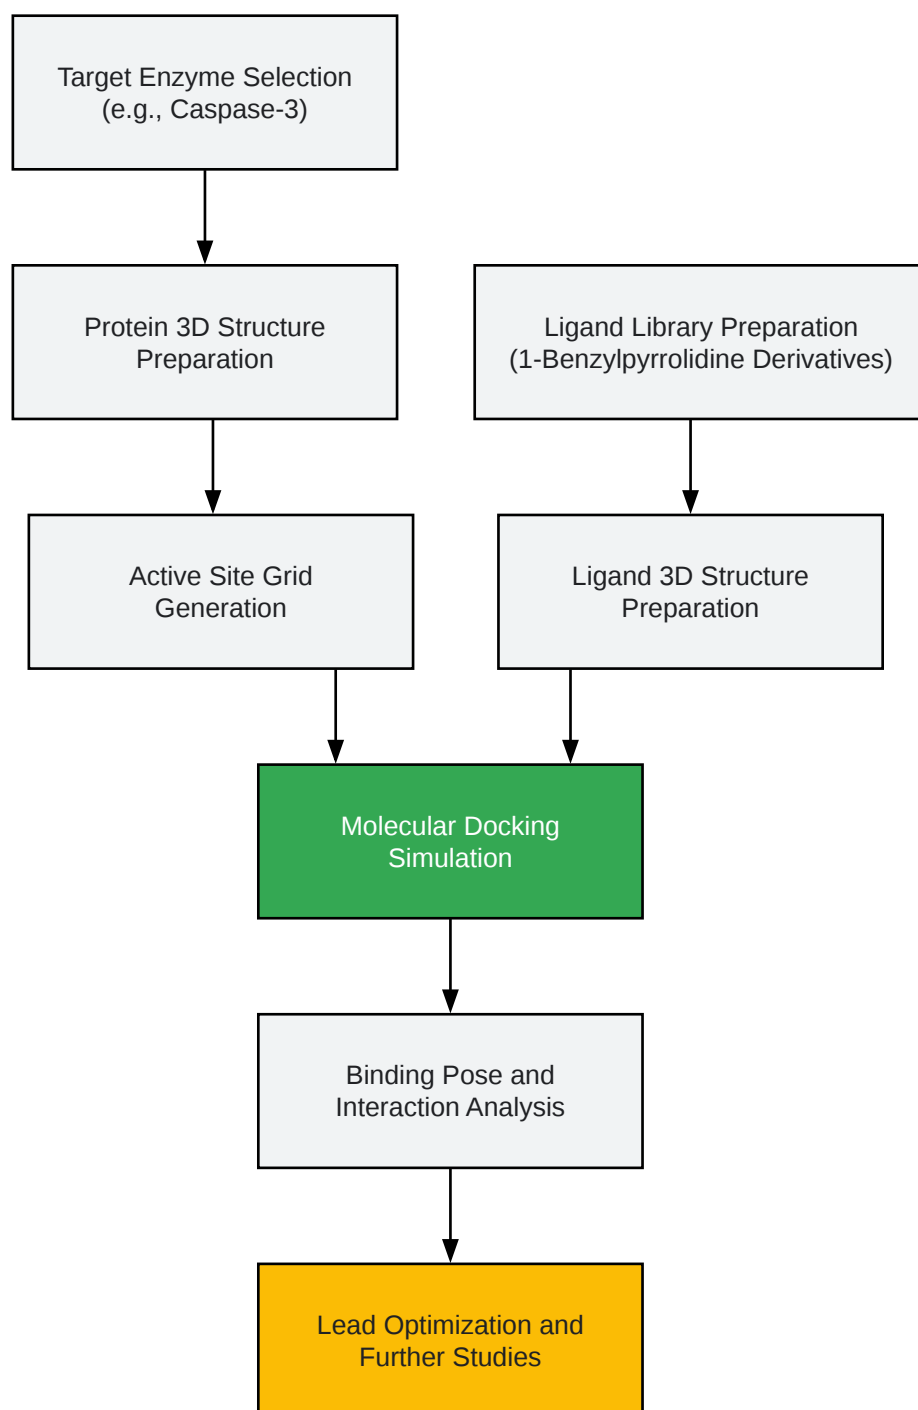 Target Enzyme Selection
(e.g., Caspase-3)
Protein 3D Structure
Preparation
Ligand Library Preparation
(1-Benzylpyrrolidine Derivatives)
Active Site Grid
Generation
Ligand 3D Structure
Preparation
Molecular Docking
Simulation
Binding Pose and
Interaction Analysis
Lead Optimization and
Further Studies